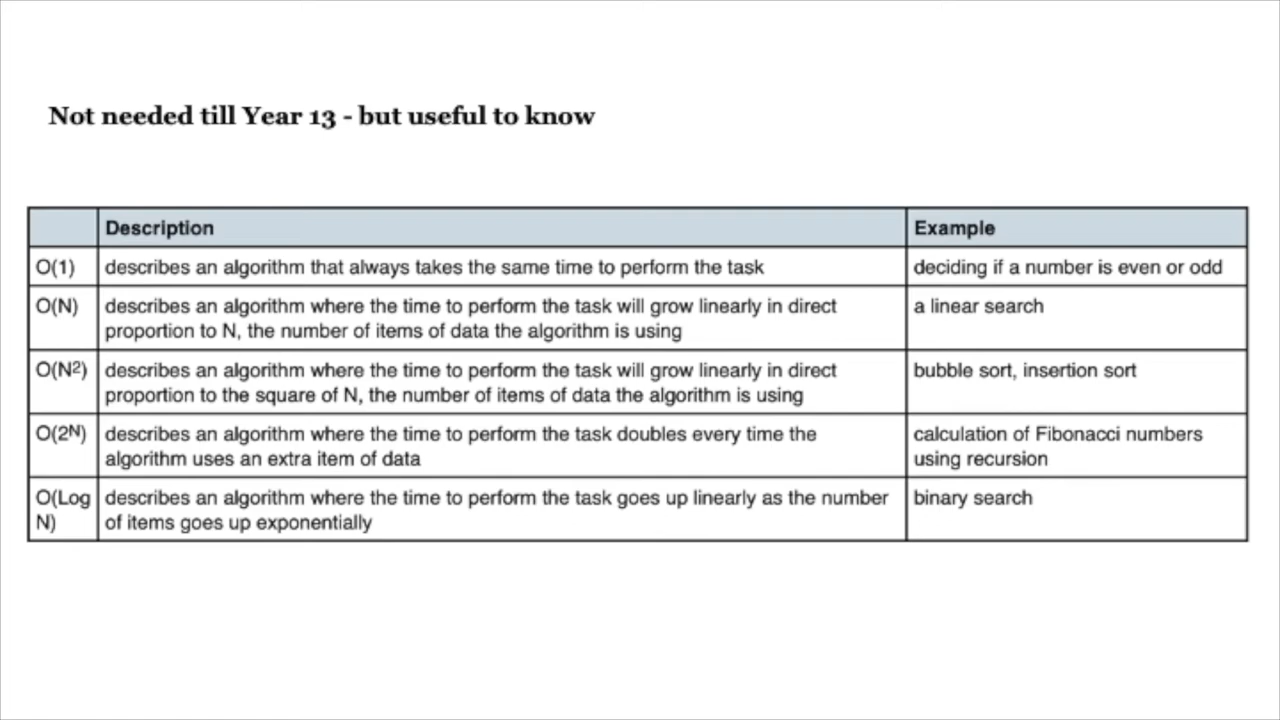 Not needed till Year 13 - but useful to know
Description Example
O(1) describes an algorithm that always takes the same time to perform the task deciding if a number is even or odd
O(N) describes an algorithm where the time to perform the task will grow linearly in direct a linear search
proportion to N, the number of items of data the algorithm is using
O(N²) describes an algorithm where the time to perform the task will grow linearly in direct bubble sort, insertion sort
proportion to the square of N, the number of items of data the algorithm is using
O(2ᴺ) describes an algorithm where the time to perform the task doubles every time the calculation of Fibonacci numbers
algorithm uses an extra item of data using recursion
O(Log describes an algorithm where the time to perform the task goes up linearly as the number binary search
N) of items goes up exponentially